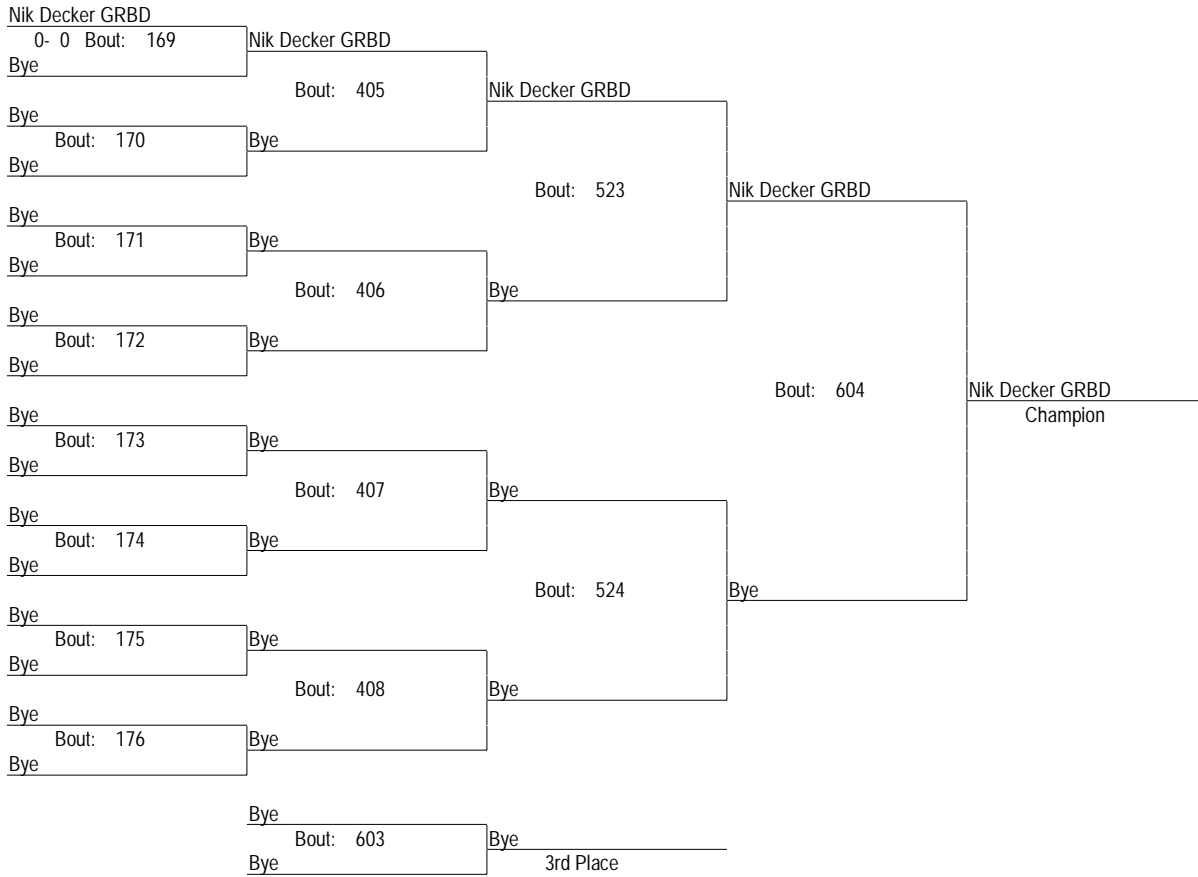 Nik Decker GRBD
0- 0 Bout: 169 Nik Decker GRBD
Bye
Bout: 405 Nik Decker GRBD
Bye
Bout: 170 Bye
Bye
Bout: 523 Nik Decker GRBD
Bye
Bout: 171 Bye
Bye
Bout: 406 Bye
Bye
Bout: 172 Bye
Bye
Bout: 604 Nik Decker GRBD
Bye Champion
Bout: 173 Bye
Bye
Bout: 407 Bye
Bye
Bout: 174 Bye
Bye
Bout: 524 Bye
Bye
Bout: 175 Bye
Bye
Bout: 408 Bye
Bye
Bout: 176 Bye
Bye
Bye
Bout: 603 Bye
Bye 3rd Place